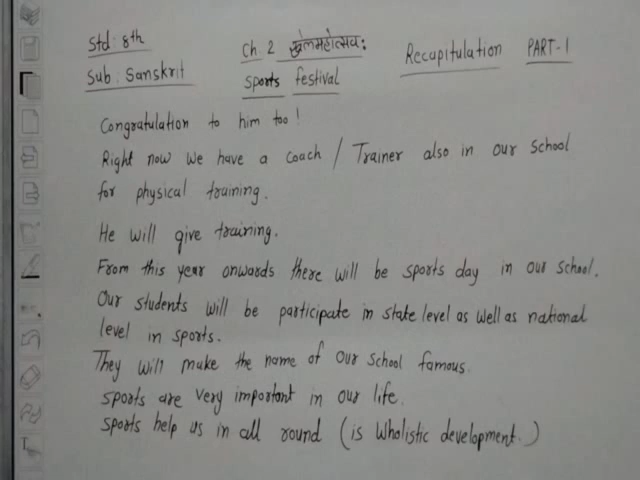 Std : 8th
Ch 2 खेलमहोत्सवः
Recapitulation PART-1
Sub : Sanskrit
sports festival
Congratulation to him too!
Right now we have a coach / Trainer also in our school
for physical training.
He will give training.
From this year onwards there will be sports day in our school.
Our students will be participate in state level as well as national
level in sports.
They will make the name of our school famous.
sports are very important in our life.
sports help us in all round (is wholistic development.)